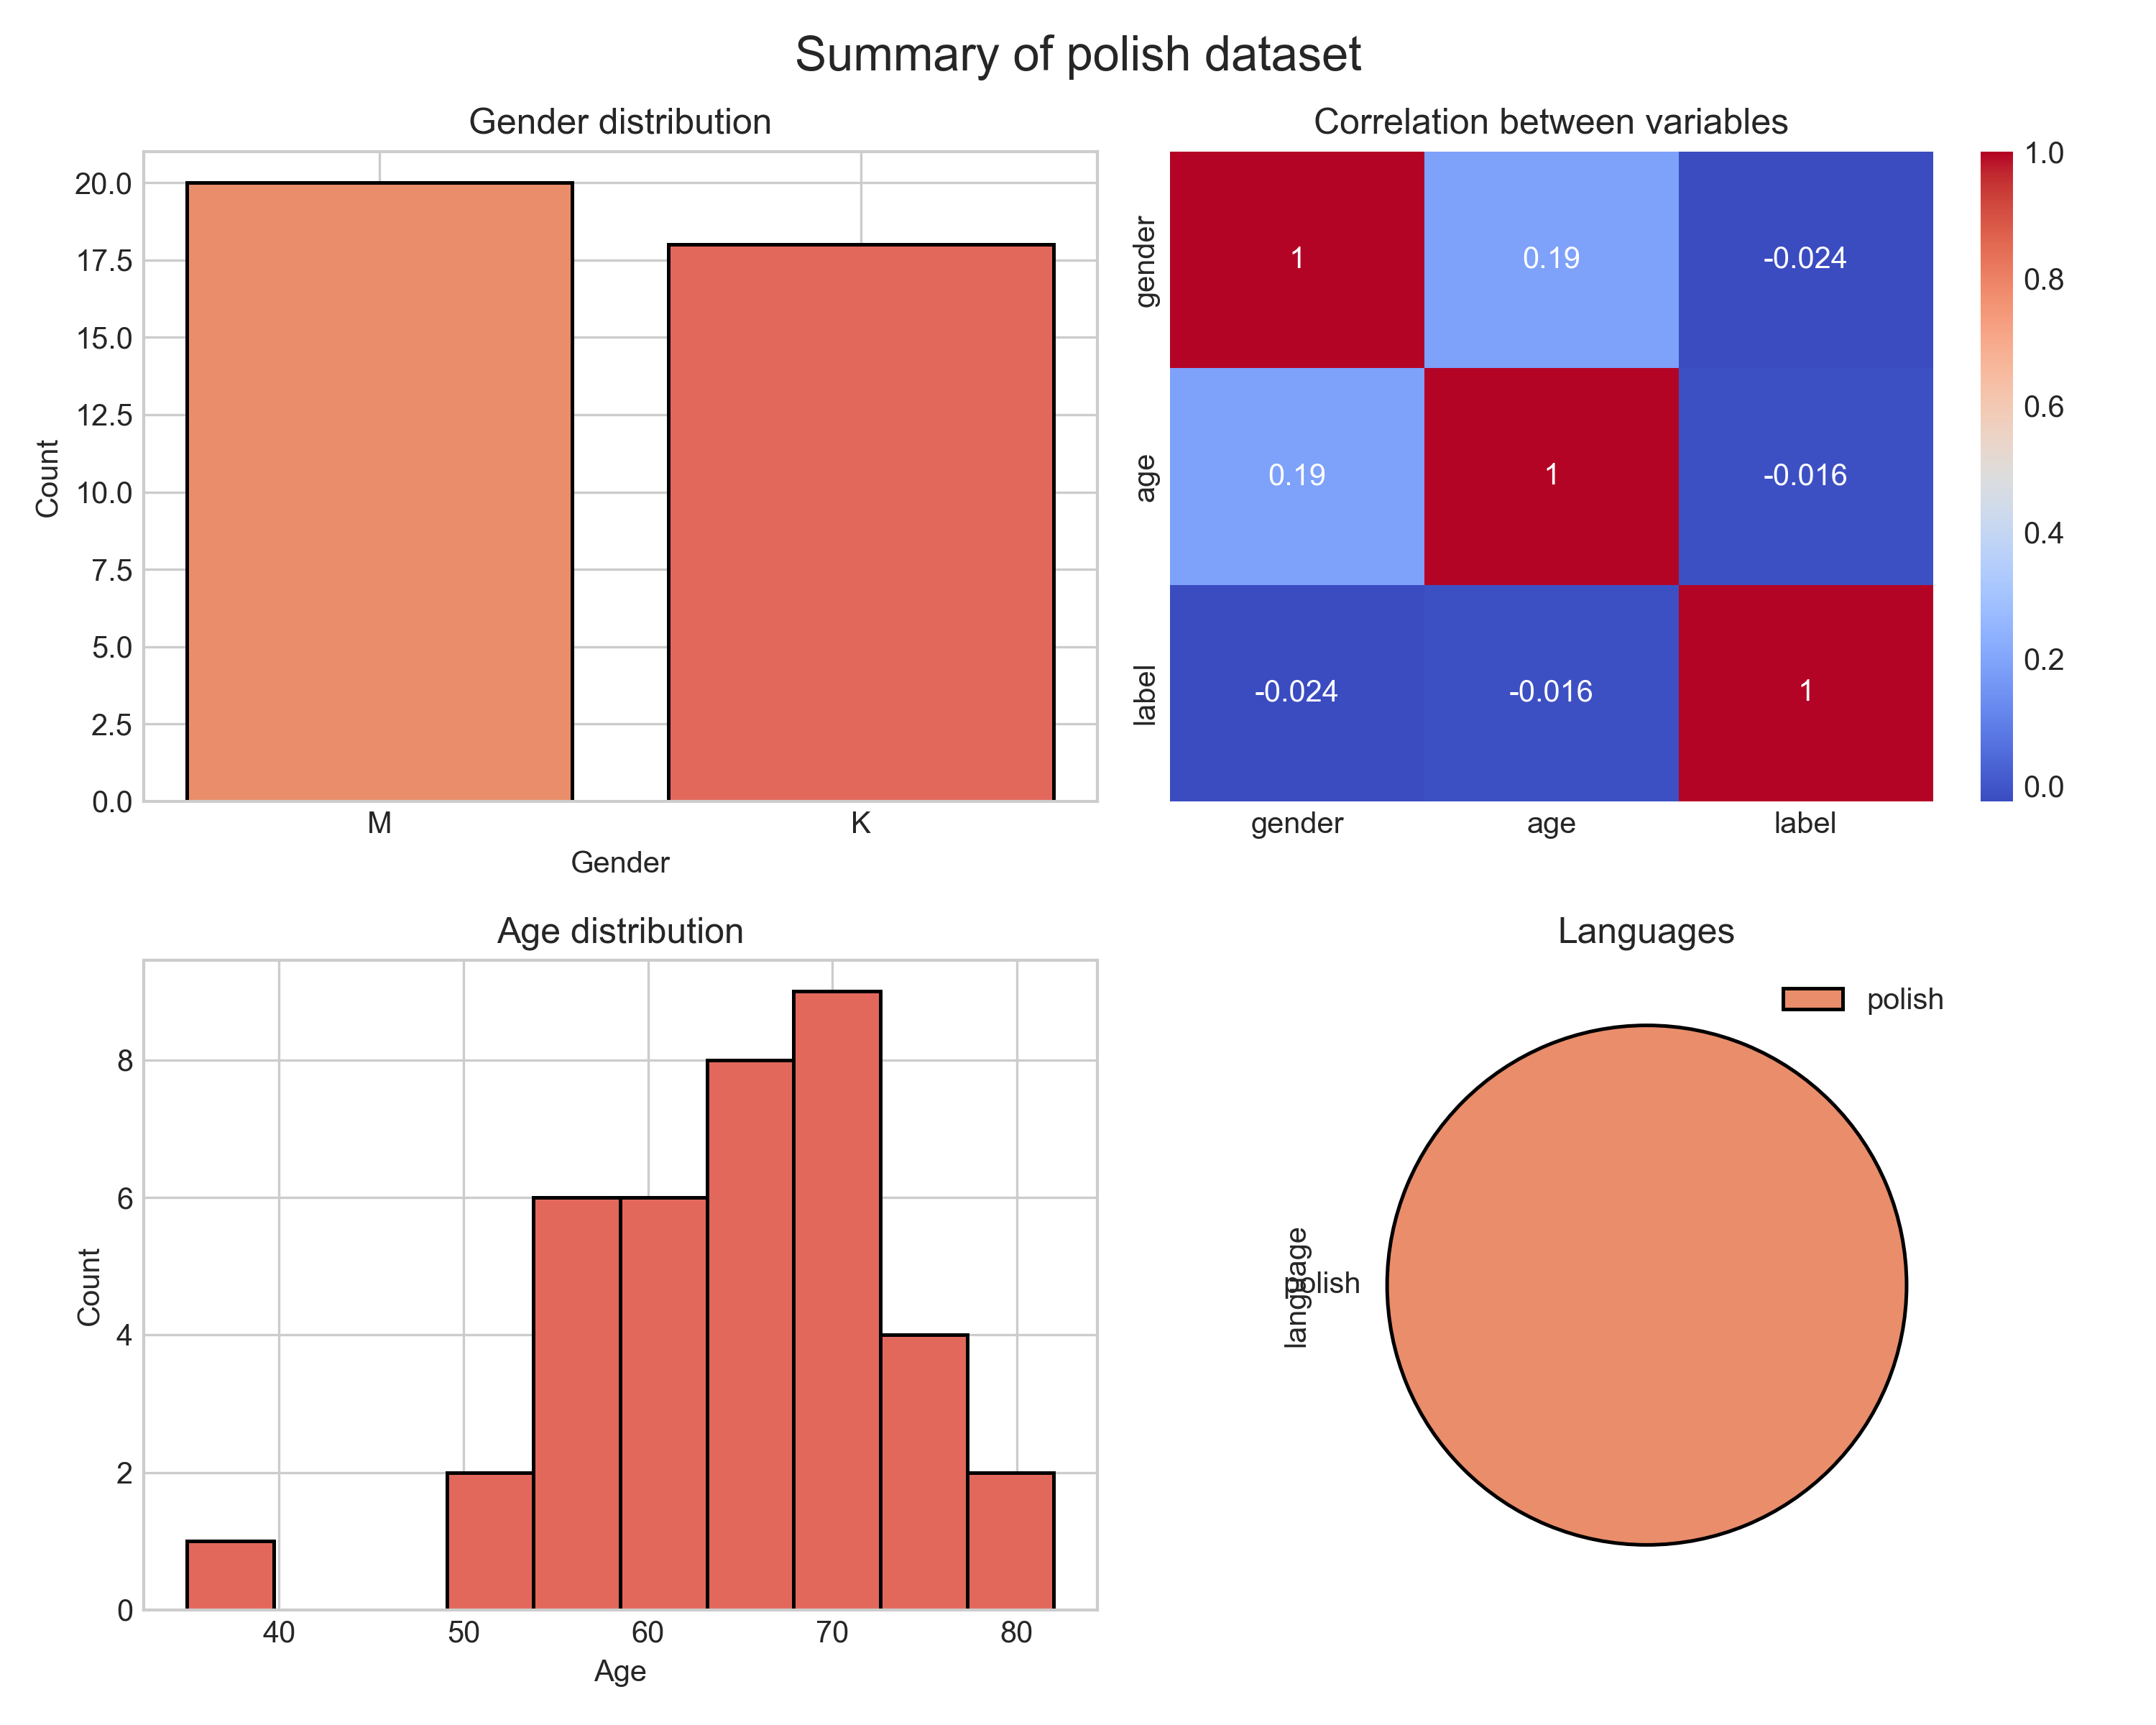 Summary of polish dataset
Gender distribution
20.0
17.5
15.0
12.5
10.0
7.5
5.0
2.5
0.0
Count
M K
Gender
Correlation between variables
gender
age
label
1 0.19 -0.024
0.19 1 -0.016
-0.024 -0.016 1
gender age label
1.0
0.8
0.6
0.4
0.2
0.0
Age distribution
8
6
4
2
0
Count
40 50 60 70 80
Age
Languages
polish
language
polish